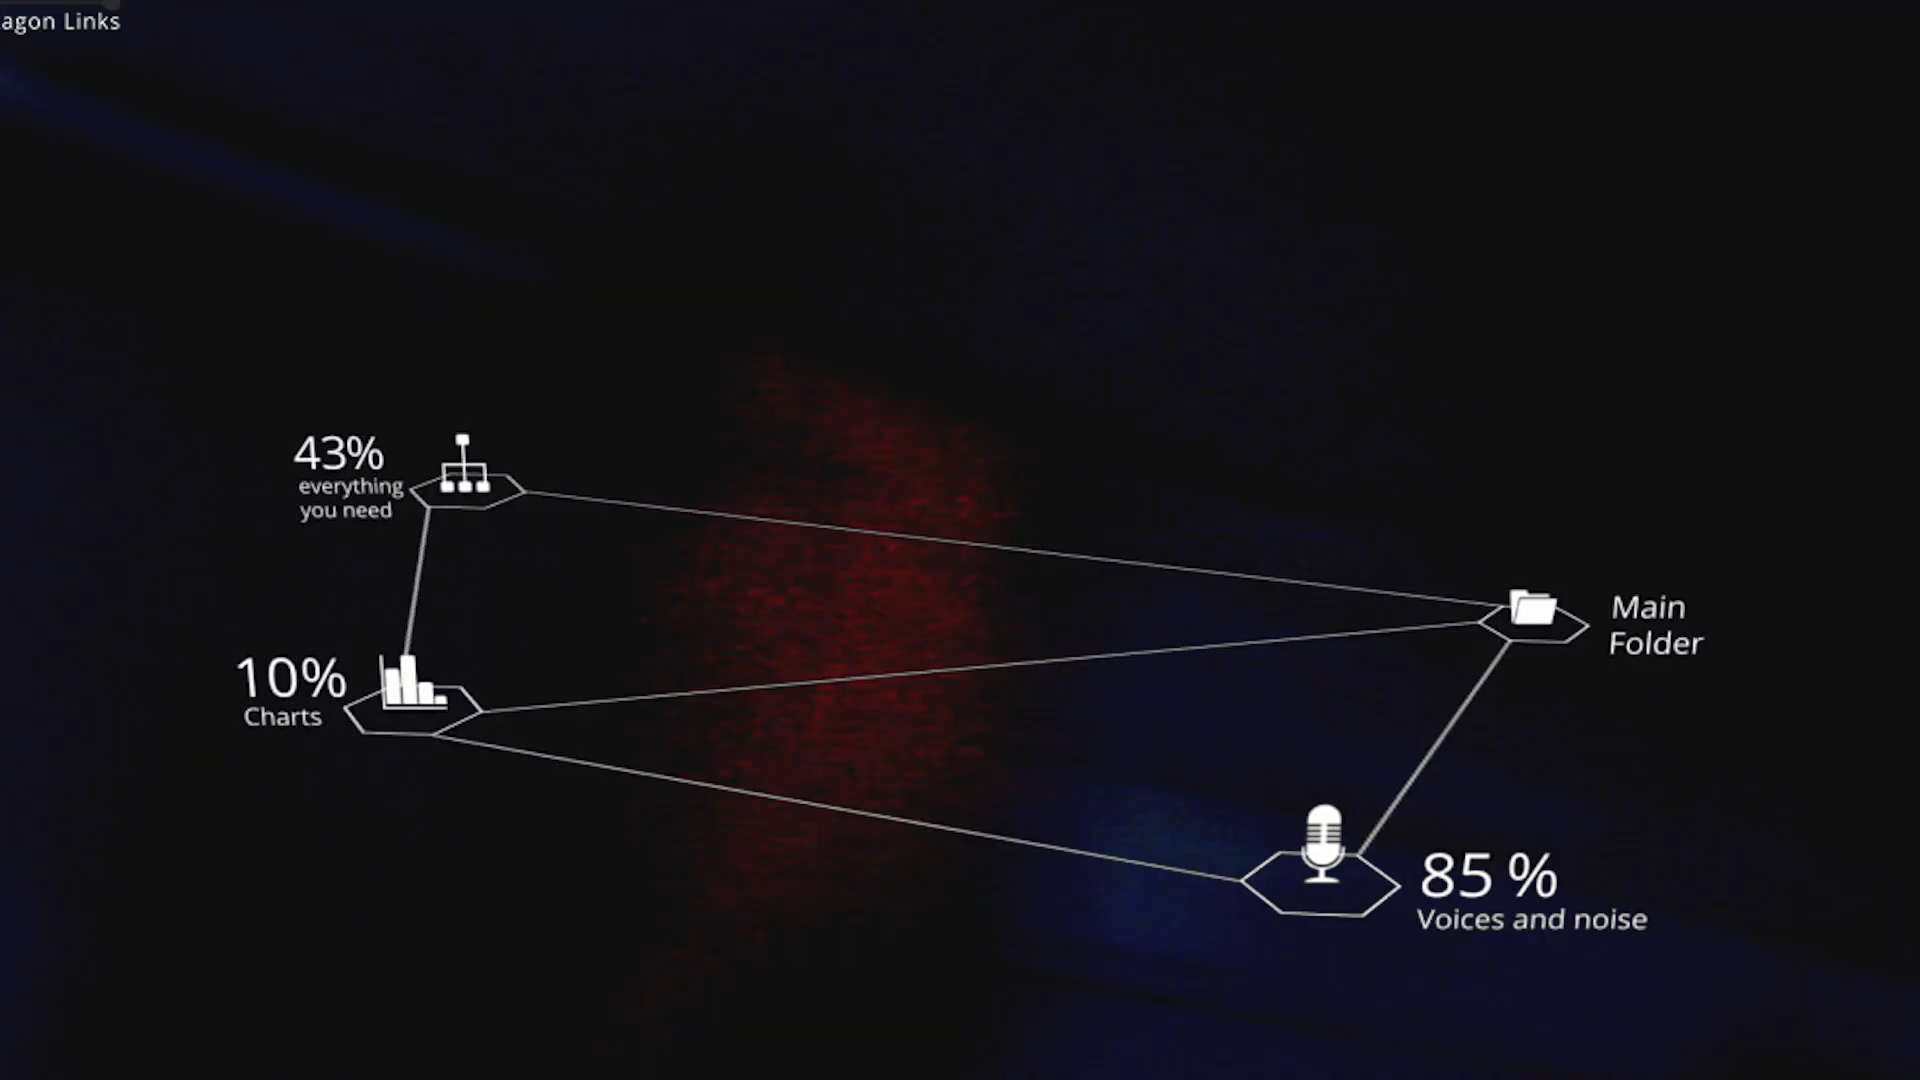 agon Links
43%
everything
you need
Main
Folder
10%
Charts
85 %
Voices and noise